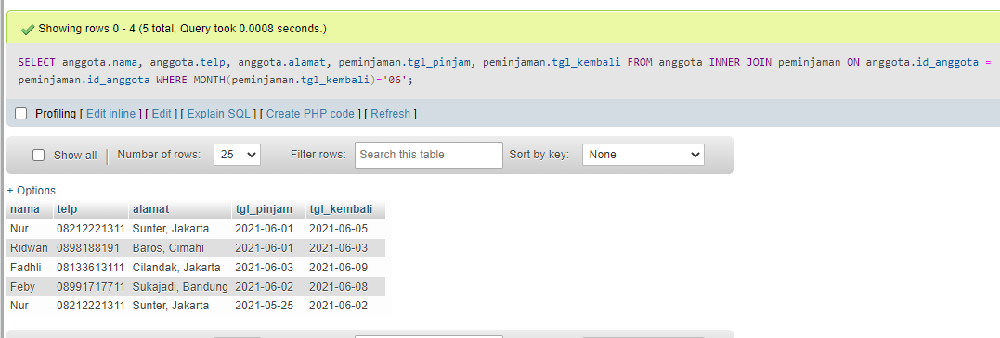 Showing rows 0 - 4 (5 total, Query took 0.0008 seconds.)
SELECT anggota.nama, anggota.telp, anggota.alamat, peminjaman.tgl_pinjam, peminjaman.tgl_kembali FROM anggota INNER JOIN peminjaman ON anggota.id_anggota =
peminjaman.id_anggota WHERE MONTH(peminjaman.tgl_kembali)='06';
Profiling [ Edit inline ] [ Edit ] [ Explain SQL ] [ Create PHP code ] [ Refresh ]
Show all Number of rows: 25 Filter rows: Search this table Sort by key: None
+ Options
nama telp alamat tgl_pinjam tgl_kembali
Nur 08212221311 Sunter, Jakarta 2021-06-01 2021-06-05
Ridwan 0898188191 Baros, Cimahi 2021-06-01 2021-06-03
Fadhli 08133613111 Cilandak, Jakarta 2021-06-03 2021-06-09
Feby 08991717711 Sukajadi, Bandung 2021-06-02 2021-06-08
Nur 08212221311 Sunter, Jakarta 2021-05-25 2021-06-02